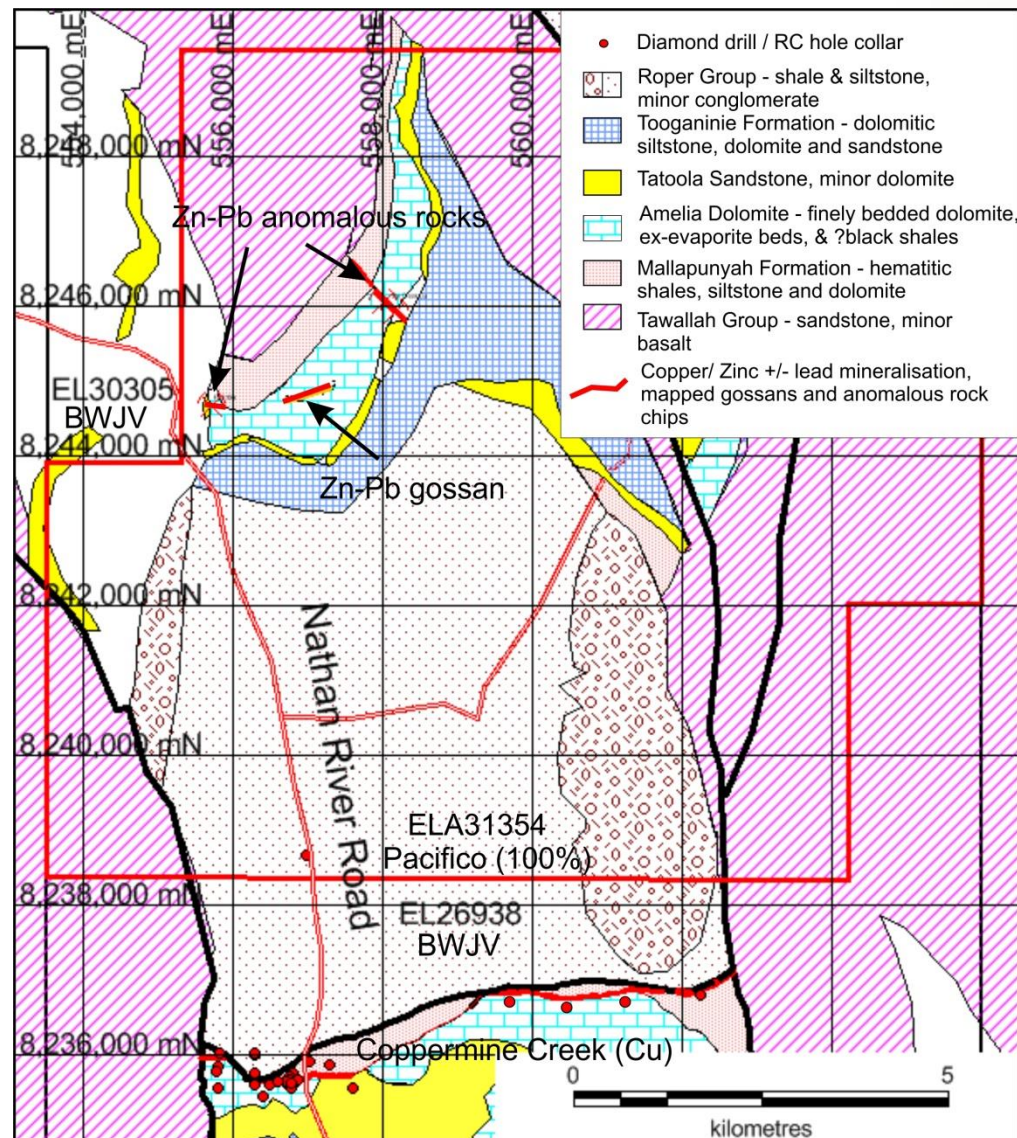 554,000 mE
556,000 mE
558,000 mE
560,000 mE
Diamond drill / RC hole collar
Roper Group - shale & siltstone,
minor conglomerate
Tooganinie Formation - dolomitic
siltstone, dolomite and sandstone
Tatoola Sandstone, minor dolomite
Amelia Dolomite - finely bedded dolomite,
ex-evaporite beds, & ?black shales
Mallapunyah Formation - hematitic
shales, siltstone and dolomite
Tawallah Group - sandstone, minor
basalt
Copper/ Zinc +/- lead mineralisation,
mapped gossans and anomalous rock
chips
8,248,000 mN
Zn-Pb anomalous rocks
8,246,000 mN
EL30305
BWJV
8,244,000 mN
Zn-Pb gossan
8,242,000 mN
Nathan River Road
8,240,000 mN
ELA31354
Pacifico (100%)
8,238,000 mN
EL26938
BWJV
8,236,000 mN
Coppermine Creek (Cu)
0 5
kilometres